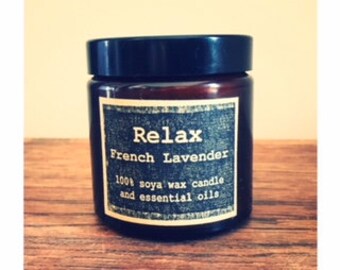 Relax
French Lavender
100% soya wax candle
and essential oils